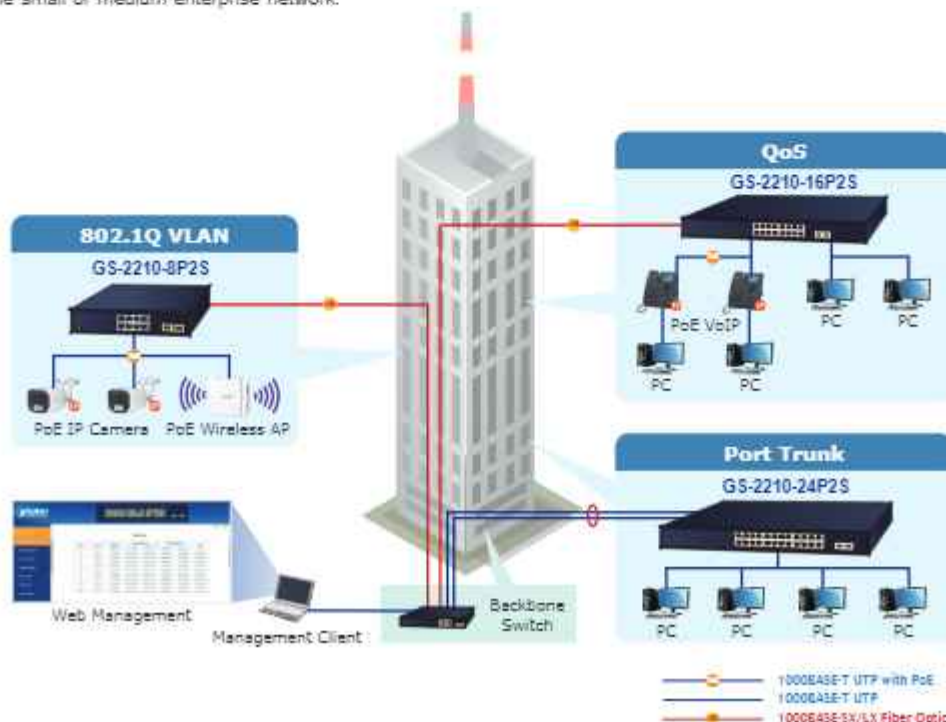 small or medium enterprise network.
QoS
GS-2210-16P2S
PoE VoIP
PC
PC
PC
PC
802.1Q VLAN
GS-2210-8P2S
PoE IP Camera
PoE Wireless AP
Port Trunk
GS-2210-24P2S
PC
PC
PC
PC
Web Management
Management Client
Backbone
Switch
1000BASE-T UTP with PoE
1000BASE-T UTP
1000BASE-SX/LX Fiber Optic